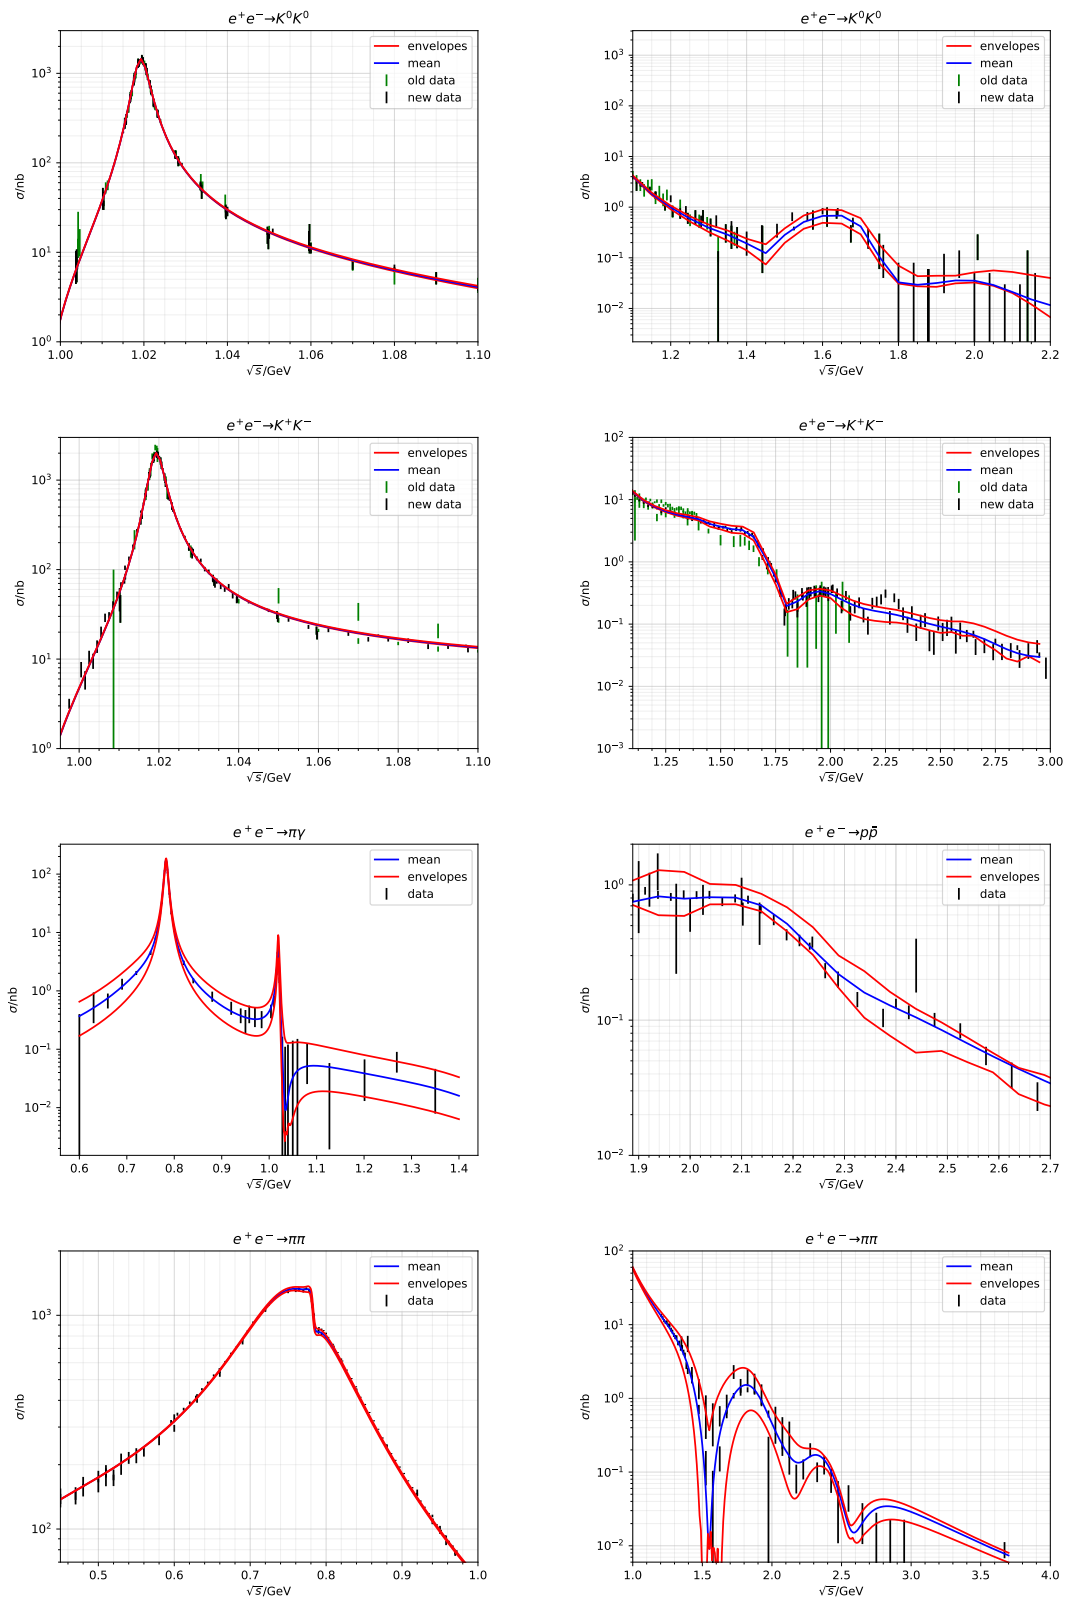 e⁺e⁻→K⁰K⁰
σ/nb
10³
10²
10¹
10⁰
envelopes
mean
old data
new data
1.00 1.02 1.04 1.06 1.08 1.10
√s/GeV
e⁺e⁻→K⁰K⁰
σ/nb
10³
10²
10¹
10⁰
10⁻¹
10⁻²
envelopes
mean
old data
new data
1.2 1.4 1.6 1.8 2.0 2.2
√s/GeV
e⁺e⁻→K⁺K⁻
σ/nb
10³
10²
10¹
10⁰
envelopes
mean
old data
new data
1.00 1.02 1.04 1.06 1.08 1.10
√s/GeV
e⁺e⁻→K⁺K⁻
σ/nb
10²
10¹
10⁰
10⁻¹
10⁻²
10⁻³
envelopes
mean
old data
new data
1.25 1.50 1.75 2.00 2.25 2.50 2.75 3.00
√s/GeV
e⁺e⁻→πγ
σ/nb
10²
10¹
10⁰
10⁻¹
10⁻²
mean
envelopes
data
0.6 0.7 0.8 0.9 1.0 1.1 1.2 1.3 1.4
√s/GeV
e⁺e⁻→pp̄
σ/nb
10⁰
10⁻¹
10⁻²
mean
envelopes
data
1.9 2.0 2.1 2.2 2.3 2.4 2.5 2.6 2.7
√s/GeV
e⁺e⁻→ππ
σ/nb
10³
10²
mean
envelopes
data
0.5 0.6 0.7 0.8 0.9 1.0
√s/GeV
e⁺e⁻→ππ
σ/nb
10²
10¹
10⁰
10⁻¹
10⁻²
mean
envelopes
data
1.0 1.5 2.0 2.5 3.0 3.5 4.0
√s/GeV